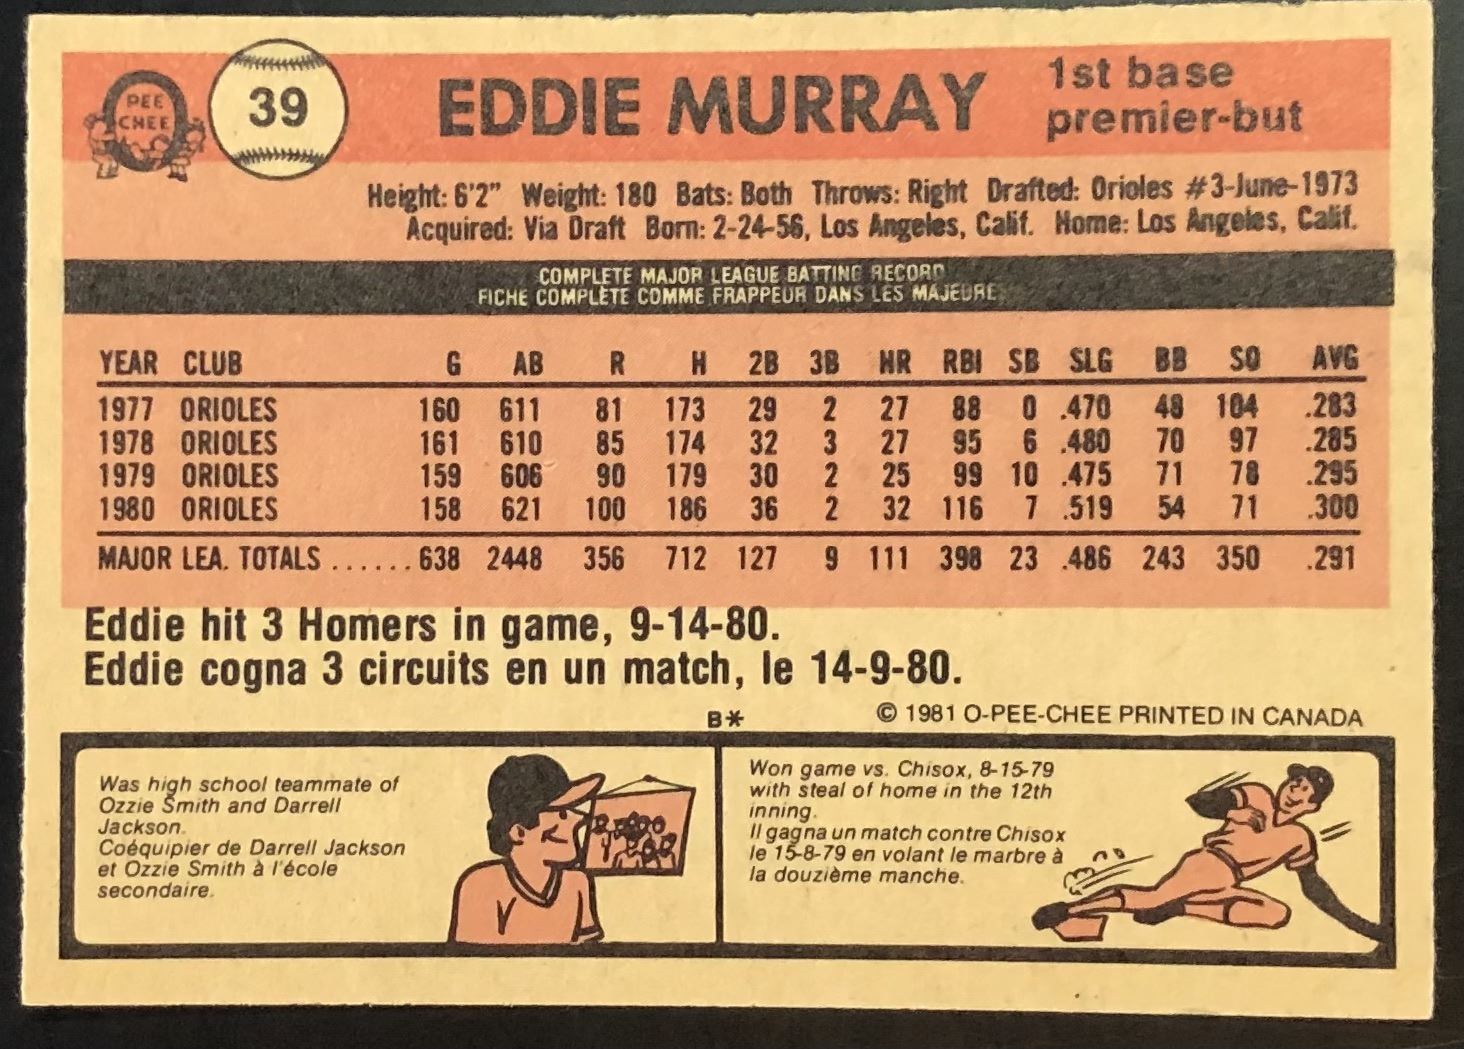 O
PEE
CHEE
39
EDDIE MURRAY
1st base
premier-but
Height: 6'2" Weight: 180 Bats: Both Throws: Right Drafted: Orioles #3-June-1973
Acquired: Via Draft Born: 2-24-56, Los Angeles, Calif. Home: Los Angeles, Calif.
COMPLETE MAJOR LEAGUE BATTING RECORD
FICHE COMPLÈTE COMME FRAPPEUR DANS LES MAJEURE
YEAR CLUB G AB R H 2B 3B HR RBI SB SLG BB SO AVG
1977 ORIOLES 160 611 81 173 29 2 27 88 0 .470 48 104 .283
1978 ORIOLES 161 610 85 174 32 3 27 95 6 .480 70 97 .285
1979 ORIOLES 159 606 90 179 30 2 25 99 10 .475 71 78 .295
1980 ORIOLES 158 621 100 186 36 2 32 116 7 .519 54 71 .300
MAJOR LEA. TOTALS ...... 638 2448 356 712 127 9 111 398 23 .486 243 350 .291
Eddie hit 3 Homers in game, 9-14-80.
Eddie cogna 3 circuits en un match, le 14-9-80.
B* © 1981 O-PEE-CHEE PRINTED IN CANADA
Was high school teammate of
Ozzie Smith and Darrell
Jackson.
Coéquipier de Darrell Jackson
et Ozzie Smith à l'école
secondaire.
Won game vs. Chisox, 8-15-79
with steal of home in the 12th
inning.
Il gagna un match contre Chisox
le 15-8-79 en volant le marbre à
la douzième manche.